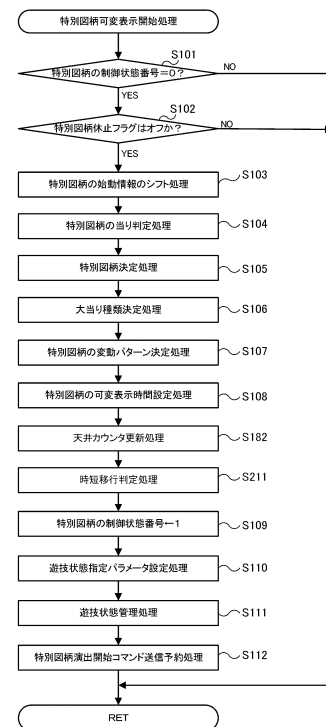 特別図柄可変表示開始処理
S101
特別図柄の制御状態番号=0?
NO
YES
S102
特別図柄休止フラグはオフか?
NO
YES
特別図柄の始動情報のシフト処理
S103
特別図柄の当り判定処理
S104
特別図柄決定処理
S105
大当り種類決定処理
S106
特別図柄の変動パターン決定処理
S107
特別図柄の可変表示時間設定処理
S108
天井カウンタ更新処理
S182
時短移行判定処理
S211
特別図柄の制御状態番号←1
S109
遊技状態指定パラメータ設定処理
S110
遊技状態管理処理
S111
特別図柄演出開始コマンド送信予約処理
S112
RET